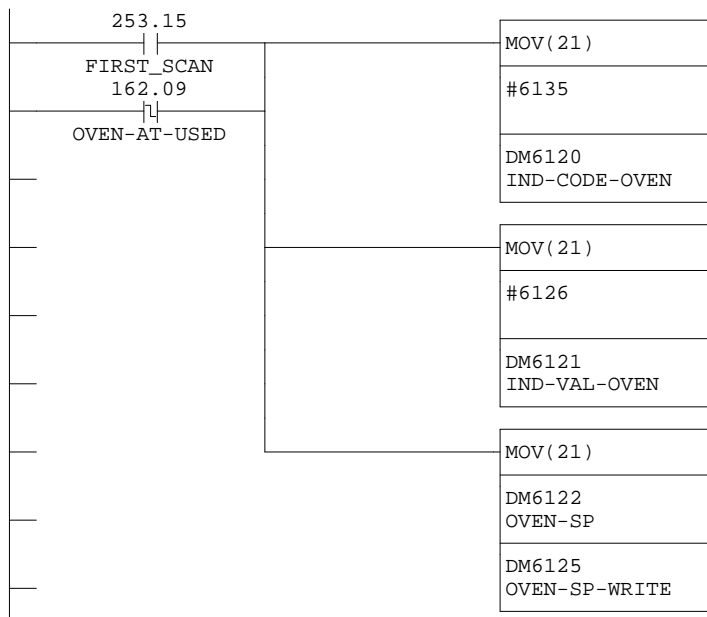 253.15
FIRST_SCAN
162.09
OVEN-AT-USED
MOV(21)
#6135
DM6120
IND-CODE-OVEN
MOV(21)
#6126
DM6121
IND-VAL-OVEN
MOV(21)
DM6122
OVEN-SP
DM6125
OVEN-SP-WRITE